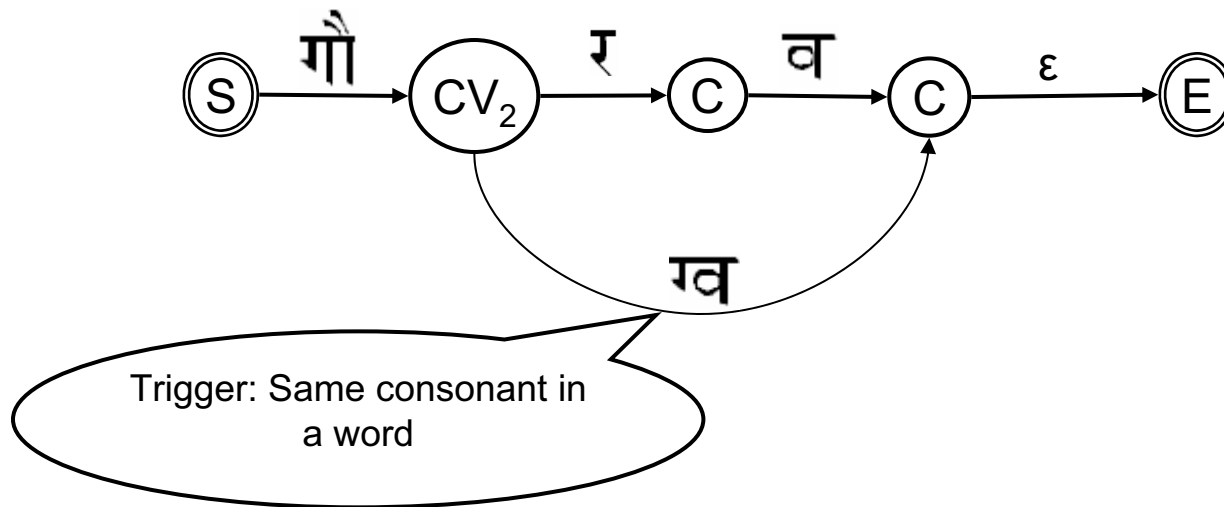 गौ र व ε
S CV₂ C C E
ग्व
Trigger: Same consonant in
a word